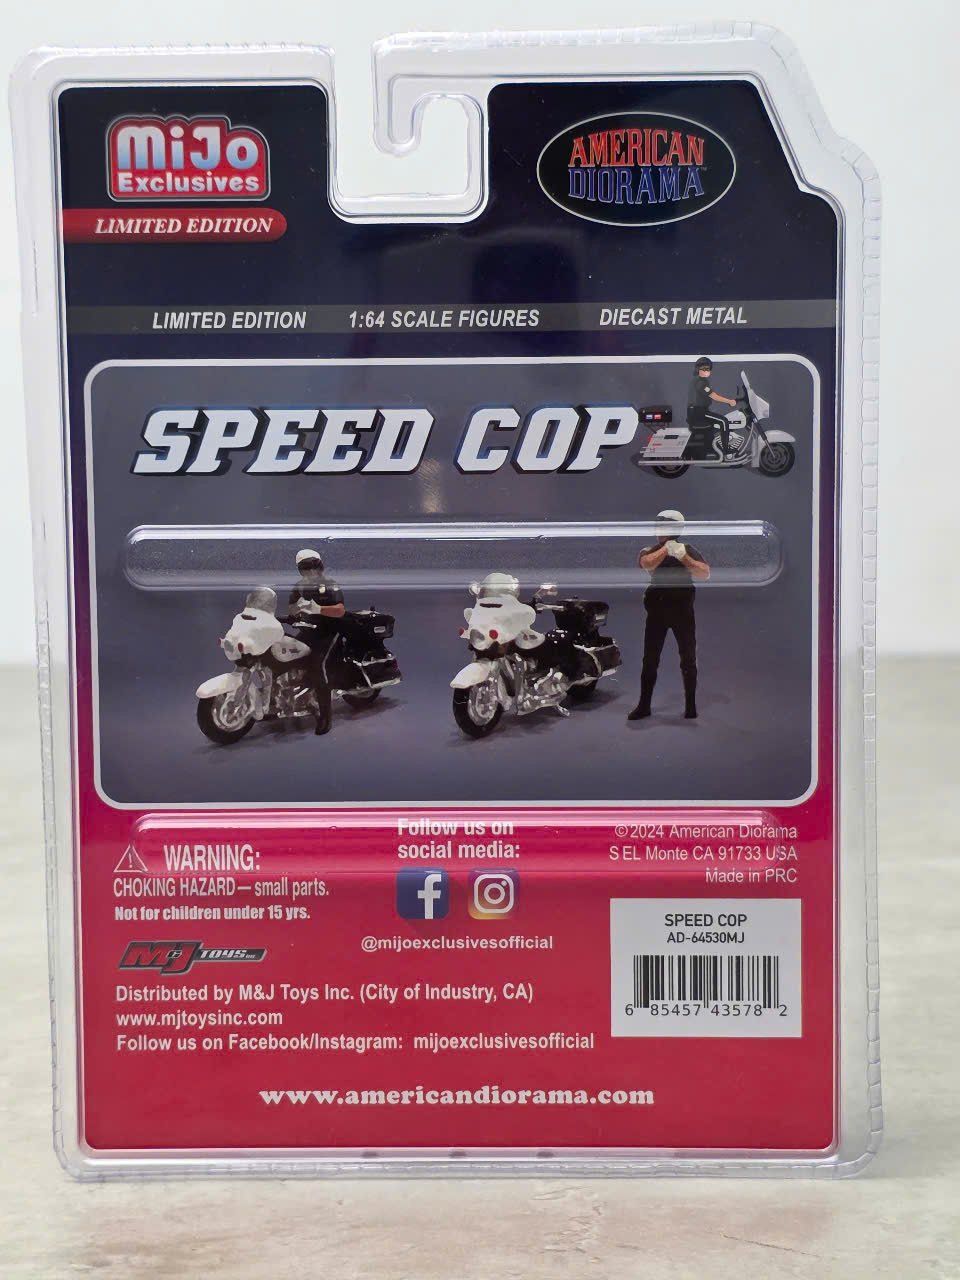 MiJo
Exclusives
LIMITED EDITION
AMERICAN
DIORAMA™
LIMITED EDITION 1:64 SCALE FIGURES DIECAST METAL
SPEED COP
⚠ WARNING:
CHOKING HAZARD — small parts.
Not for children under 15 yrs.
Follow us on
social media:
@mijoexclusivesofficial
©2024 American Diorama
S EL Monte CA 91733 USA
Made in PRC
SPEED COP
AD-64530MJ
6 85457 43578 2
M&J TOYS INC.
Distributed by M&J Toys Inc. (City of Industry, CA)
www.mjtoysinc.com
Follow us on Facebook/Instagram: mijoexclusivesofficial
www.americandiorama.com